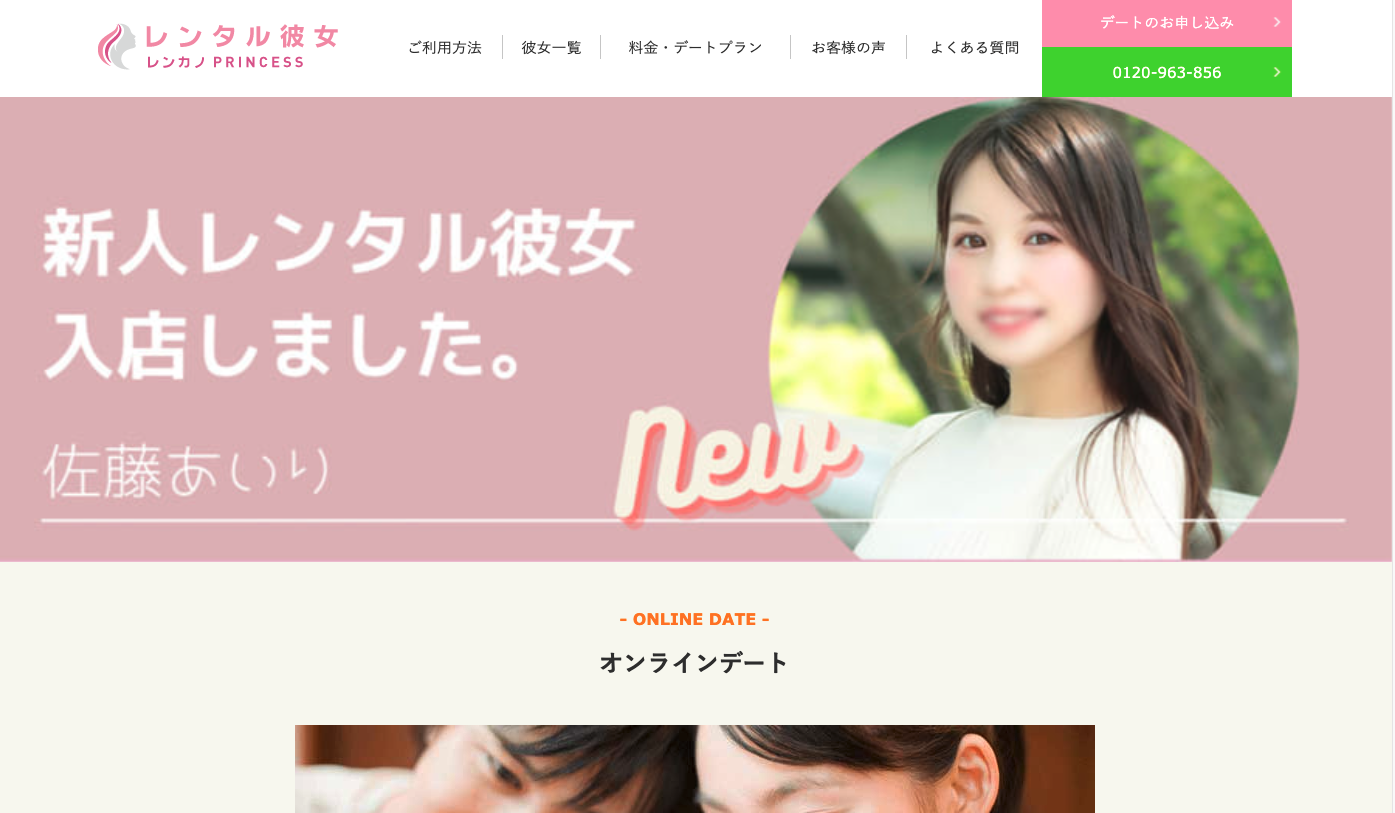 レンタル彼女
レンカノ PRINCESS
ご利用方法
彼女一覧
料金・デートプラン
お客様の声
よくある質問
デートのお申し込み
0120-963-856
新人レンタル彼女
入店しました。
佐藤あいり
New
- ONLINE DATE -
オンラインデート